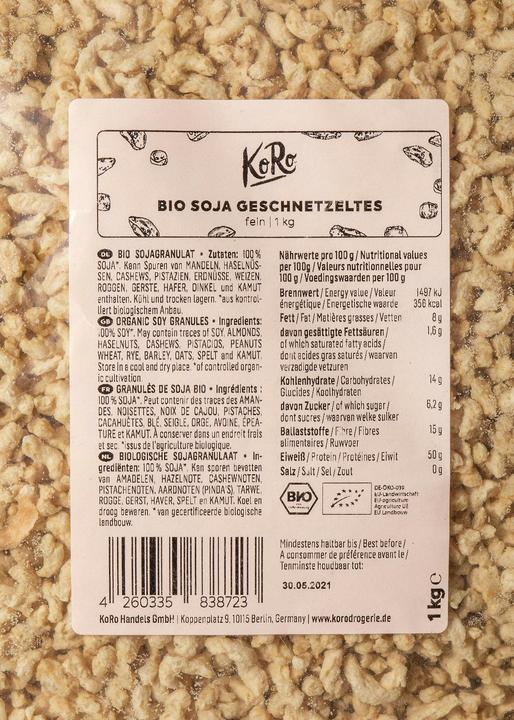 KoRo
BIO SOJA GESCHNETZELTES
fein | 1 kg
DE BIO SOJAGRANULAT • Zutaten: 100%
SOJA*. Kann Spuren von MANDELN, HASELNÜS-
SEN, CASHEWS, PISTAZIEN, ERDNÜSSE, WEIZEN,
ROGGEN, GERSTE, HAFER, DINKEL und KAMUT
enthalten. Kühl und trocken lagern. *aus kontrol-
liert biologischem Anbau.
GB ORGANIC SOY GRANULES • Ingredients:
100% SOY*. May contain traces of SOY, ALMONDS,
HASELNUTS, CASHEWS, PISTACIOS, PEANUTS
WHEAT, RYE, BARLEY, OATS, SPELT and KAMUT.
Store in a cool and dry place. *of controlled organ-
ic cultivation
FR GRANULÉS DE SOJA BIO • Ingrédients :
100% SOJA*. Peut contenir des traces des AMAN-
DES, NOISETTES, NOIX DE CAJOU, PISTACHES,
CACAHUÈTES, BLÉ, SEIGLE, ORGE, AVOINE, ÉPEA-
TURE et KAMUT. À conserver dans un endroit frais
et sec. *issus de l'agriculture biologique.
NL BIOLOGISCHE SOJAGRANULAAT • In-
grediënten: 100% SOJA*. Kan sporen bevatten
van AMADELEN, HAZELNOTE, CASHEWNOTEN,
PISTACHENOTEN, AARDNOTEN (PINDA'S), TARWE,
ROGGE, GERST, HAVER, SPELT en KAMUT. Koel en
droog bewaren. *van gecertificeerde biologische
landbouw.
Nährwerte pro 100 g / Nutritional values
per 100g / Valeurs nutritionnelles pour
100 g / Voedingswaarden per 100 g
Brennwert / Energy value / Valeur 1497 kJ
énergétique / Energetische waarde 356 kcal
Fett / Fat / Matières grasses / Vetten 8 g
davon gesättigte Fettsäuren / 1,6 g
of which saturated fatty acids /
dont acides gras saturés / waarvan
verzadigde vetzuren
Kohlenhydrate / Carbohydrates / 14 g
Glucides / Koolhydraten
davon Zucker / of which sugar / 6,2 g
dont sucres / waarvan welke suiker
Ballaststoffe / Fibre / Fibres 15 g
alimentaires / Ruwvoer
Eiweiß / Protein / Protéines / Eiwit 50 g
Salz / Salt / Sel / Zout 0 g
BIO
DE-ÖKO-039
EU-Landwirtschaft
EU-agriculture
Agriculture UE
EU Landbouw
Mindestens haltbar bis / Best before /
A consommer de préférence avant le /
Tenminste houdbaar tot:
30.05.2021
1 kg ℮
4 260335 838723
KoRo Handels GmbH | Koppenplatz 9, 10115 Berlin, Germany | www.korodrogerie.de